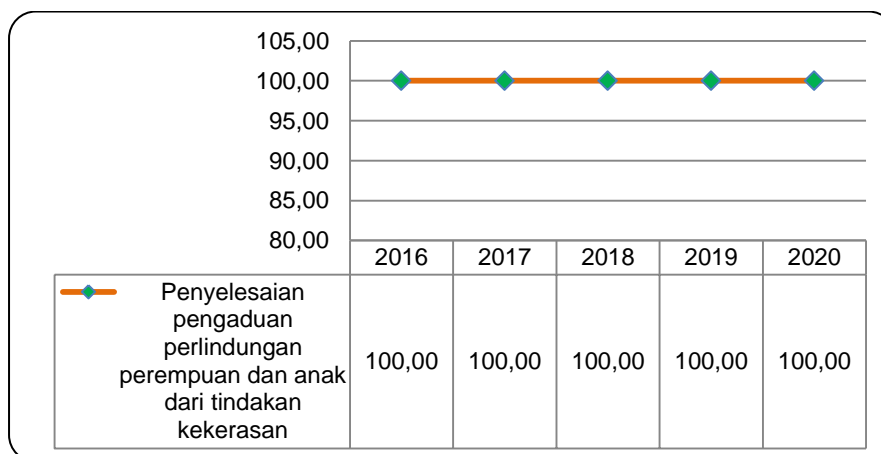 105,00
100,00
95,00
90,00
85,00
80,00
2016 2017 2018 2019 2020
Penyelesaian
pengaduan
perlindungan
perempuan dan anak
dari tindakan
kekerasan
100,00 100,00 100,00 100,00 100,00